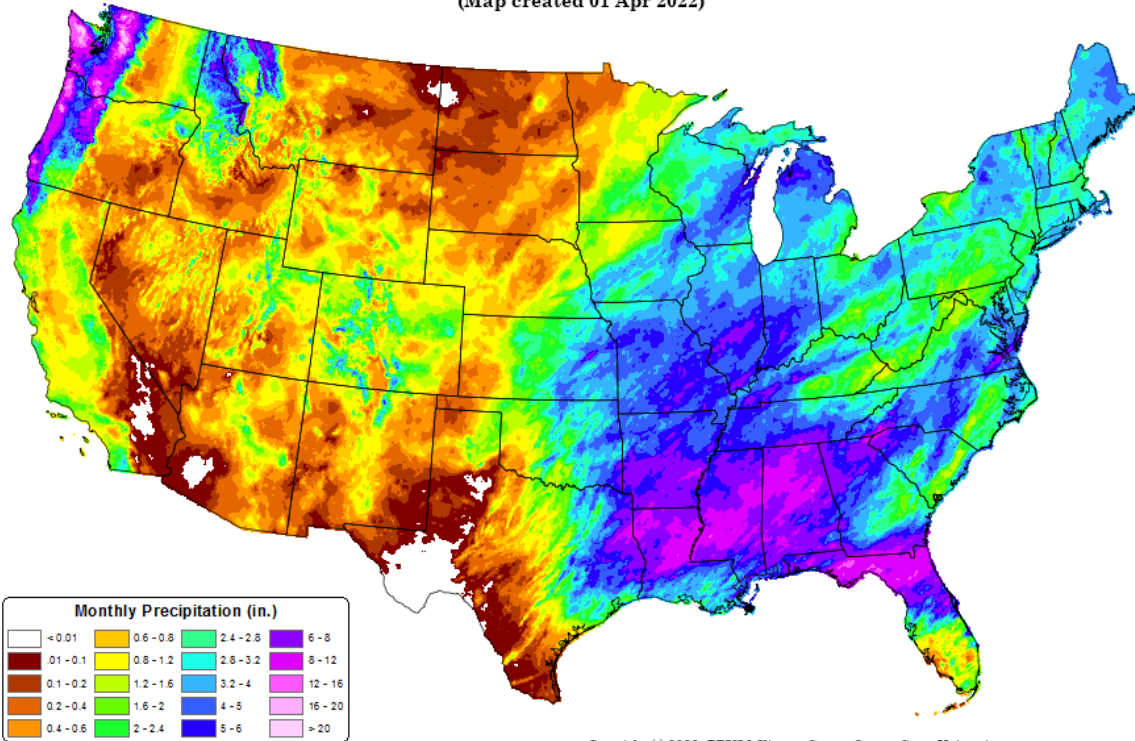 (Map created 01 Apr 2022)
Monthly Precipitation (in.)
< 0.01 0.6 - 0.8 2.4 - 2.8 6 - 8
.01 - 0.1 0.8 - 1.2 2.8 - 3.2 8 - 12
0.1 - 0.2 1.2 - 1.6 3.2 - 4 12 - 16
0.2 - 0.4 1.6 - 2 4 - 5 16 - 20
0.4 - 0.6 2 - 2.4 5 - 6 > 20